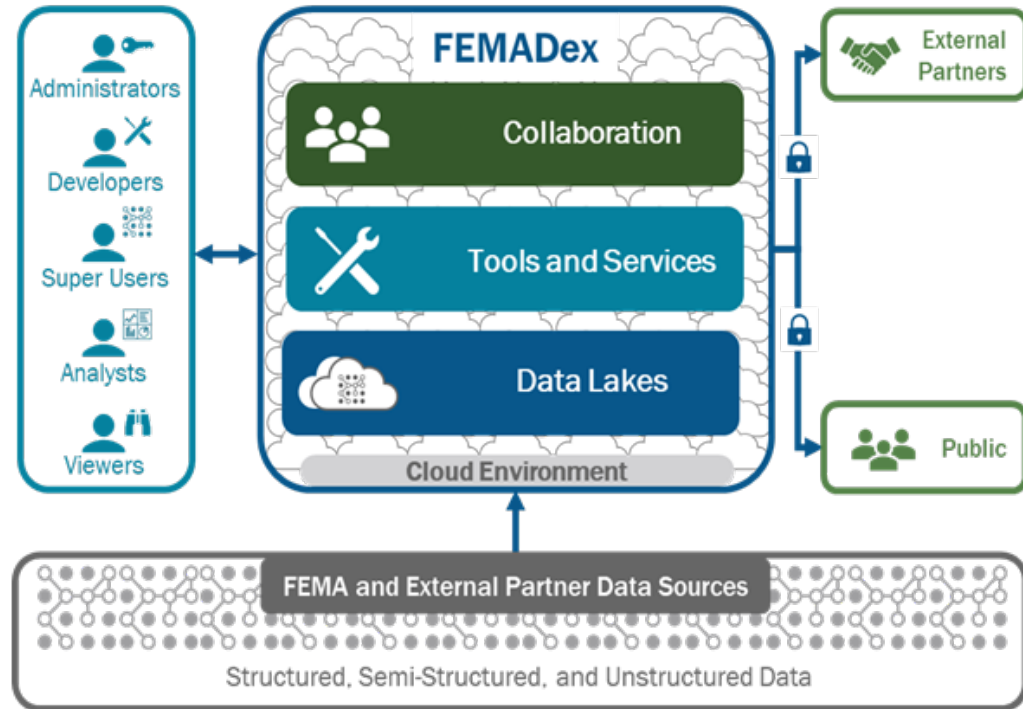 Administrators
Developers
Super Users
Analysts
Viewers
FEMADex
Collaboration
Tools and Services
Data Lakes
Cloud Environment
External
Partners
Public
FEMA and External Partner Data Sources
Structured, Semi-Structured, and Unstructured Data